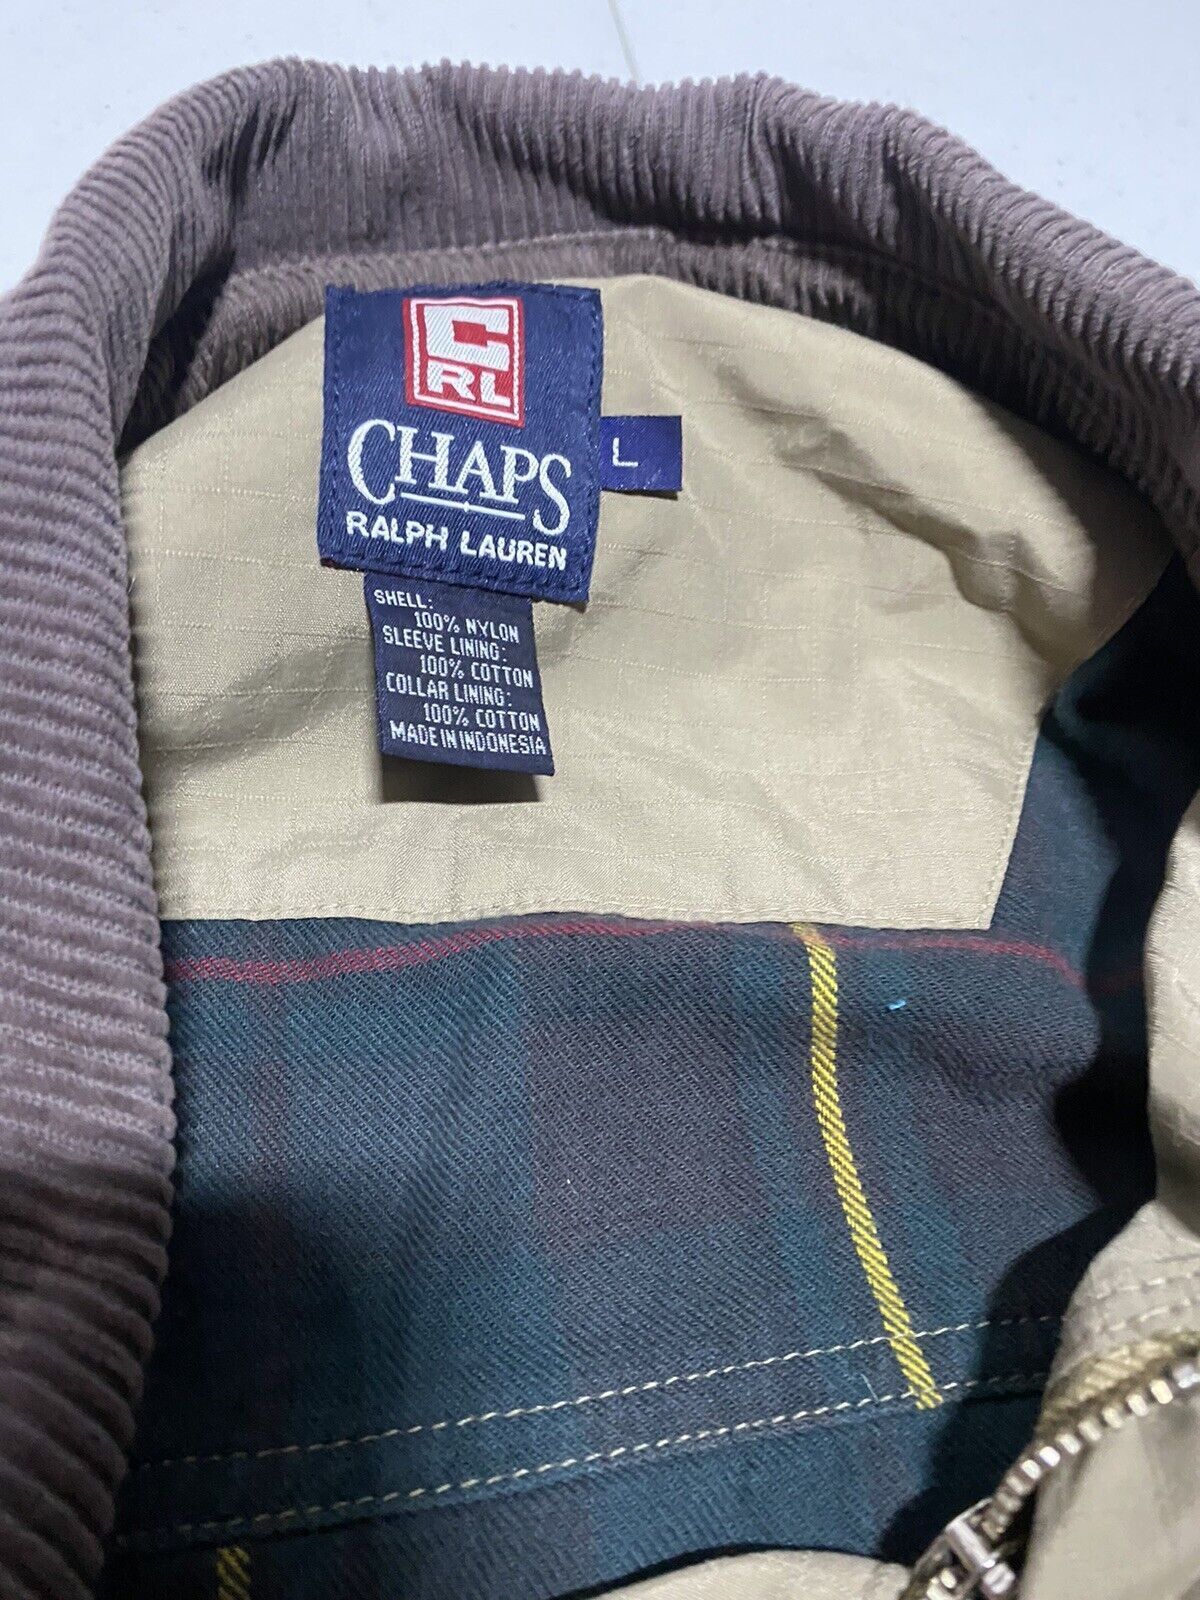 C
RL
CHAPS
RALPH LAUREN
L
SHELL:
100% NYLON
SLEEVE LINING:
100% COTTON
COLLAR LINING:
100% COTTON
MADE IN INDONESIA